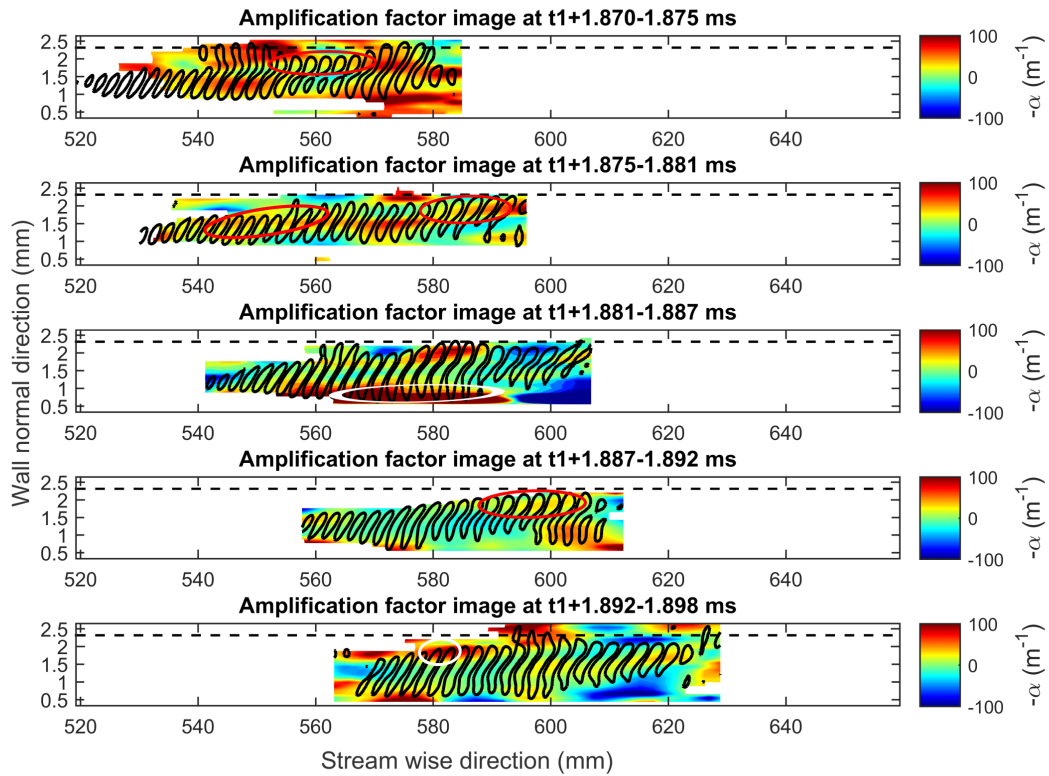 Amplification factor image at t1+1.870-1.875 ms
2.5
2
1.5
1
0.5
520 540 560 580 600 620 640
100
0
-100
-α (m⁻¹)
Amplification factor image at t1+1.875-1.881 ms
2.5
2
1.5
1
0.5
520 540 560 580 600 620 640
100
0
-100
-α (m⁻¹)
Amplification factor image at t1+1.881-1.887 ms
2.5
2
1.5
1
0.5
520 540 560 580 600 620 640
100
0
-100
-α (m⁻¹)
Amplification factor image at t1+1.887-1.892 ms
2.5
2
1.5
1
0.5
520 540 560 580 600 620 640
100
0
-100
-α (m⁻¹)
Amplification factor image at t1+1.892-1.898 ms
2.5
2
1.5
1
0.5
520 540 560 580 600 620 640
100
0
-100
-α (m⁻¹)
Wall normal direction (mm)
Stream wise direction (mm)